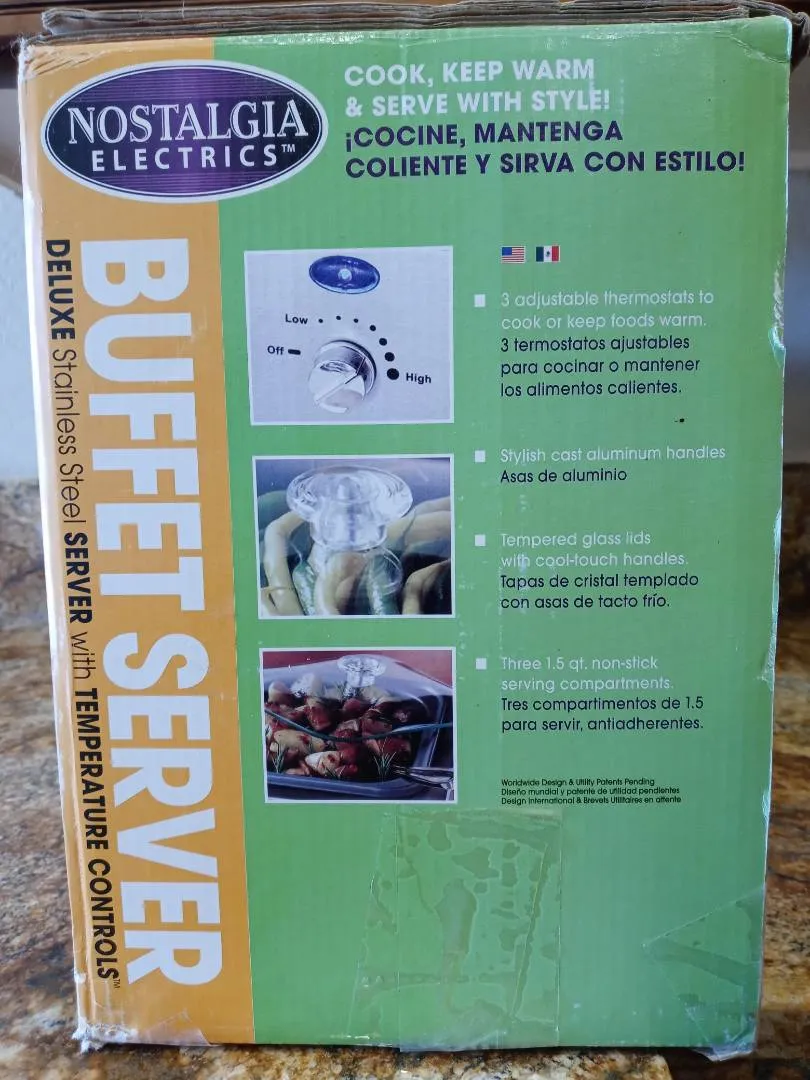 NOSTALGIA
ELECTRICS™
COOK, KEEP WARM
& SERVE WITH STYLE!
¡COCINE, MANTENGA
COLIENTE Y SIRVA CON ESTILO!
BUFFET SERVER
DELUXE Stainless Steel SERVER with TEMPERATURE CONTROLS™
Low
Off
High
3 adjustable thermostats to
cook or keep foods warm.
3 termostatos ajustables
para cocinar o mantener
los alimentos calientes.
Stylish cast aluminum handles
Asas de aluminio
Tempered glass lids
with cool-touch handles.
Tapas de cristal templado
con asas de tacto frío.
Three 1.5 qt. non-stick
serving compartments.
Tres compartimentos de 1.5
para servir, antiadherentes.
Worldwide Design & Utility Patents Pending
Diseño mundial y patente de utilidad pendientes
Design International & Brevets Utilitaires en attente